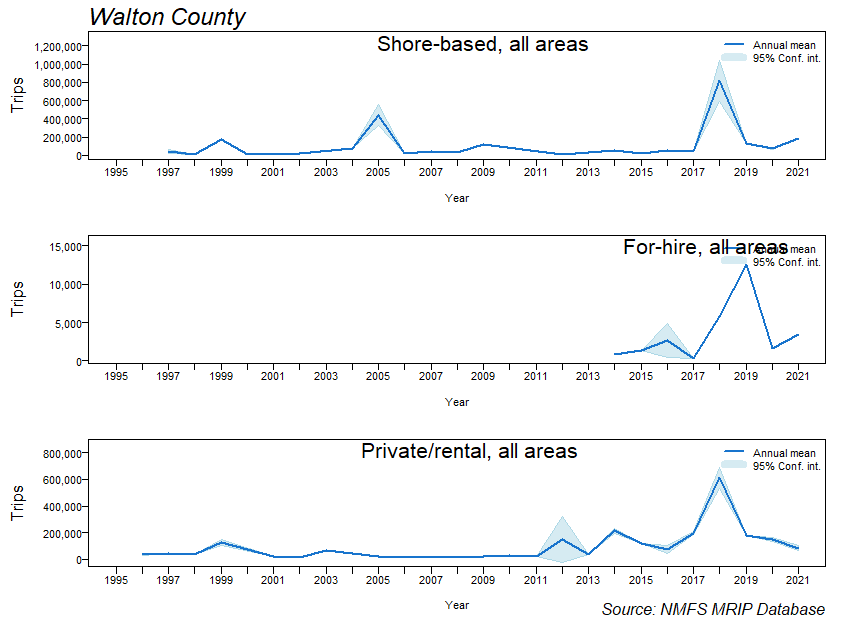 Walton County
Shore-based, all areas
Annual mean
95% Conf. int.
Trips
1,200,000
1,000,000
800,000
600,000
400,000
200,000
0
1995 1997 1999 2001 2003 2005 2007 2009 2011 2013 2015 2017 2019 2021
Year
For-hire, all areas
Annual mean
95% Conf. int.
Trips
15,000
10,000
5,000
0
1995 1997 1999 2001 2003 2005 2007 2009 2011 2013 2015 2017 2019 2021
Year
Private/rental, all areas
Annual mean
95% Conf. int.
Trips
800,000
600,000
400,000
200,000
0
1995 1997 1999 2001 2003 2005 2007 2009 2011 2013 2015 2017 2019 2021
Year
Source: NMFS MRIP Database